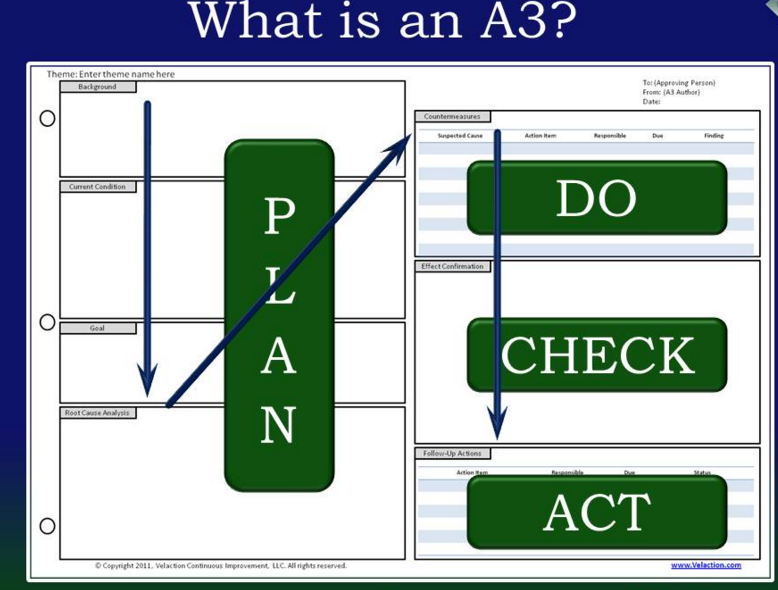 What is an A3?
Theme: Enter theme name here
To: (Approving Person)
From: (A3 Author)
Date:
Background
Current Condition
Goal
Root Cause Analysis
P
L
A
N
Countermeasures
Suspected Cause Action Item Responsible Due Finding
DO
Effect Confirmation
CHECK
Follow-Up Actions
Action Item Responsible Due Status
ACT
© Copyright 2011, Velaction Continuous Improvement, LLC. All rights reserved.
www.Velaction.com